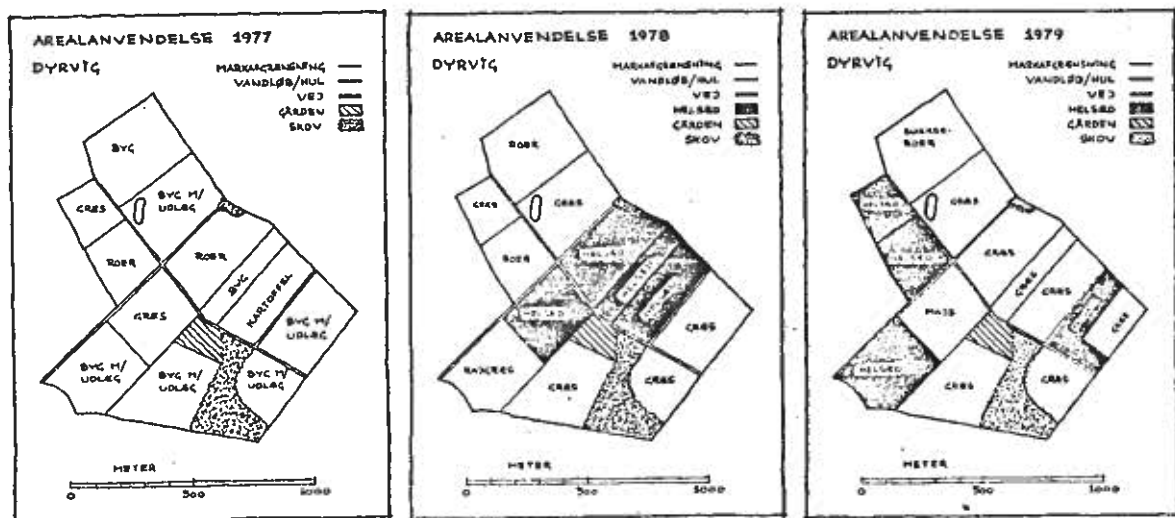 AREALANVENDELSE 1977
DYRVIG
MARKAFGRÆNSNING
VANDLØB/HUL
VEJ
GÅRDEN
SKOV
BYG
GRÆS
BYG M/
UDLÆG
ROER
ROER
BYG
KARTOFFEL
BYG M/
UDLÆG
GRÆS
BYG M/
UDLÆG
BYG M/
UDLÆG
BYG M/
UDLÆG
METER
0 500 1000
AREALANVENDELSE 1978
DYRVIG
MARKAFGRÆNSNING
VANDLØB/HUL
VEJ
HELSÆD
GÅRDEN
SKOV
ROER
GRÆS
GRÆS
ROER
HELSÆD
HELSÆD
GRÆS
GRÆS
GRÆS
METER
0 500 1000
AREALANVENDELSE 1979
DYRVIG
MARKAFGRÆNSNING
VANDLØB/HUL
VEJ
HELSÆD
GÅRDEN
SKOV
ROER
HELSÆD
GRÆS
GRÆS
GRÆS
GRÆS
MAJS
GRÆS
HELSÆD
GRÆS
GRÆS
METER
0 500 1000